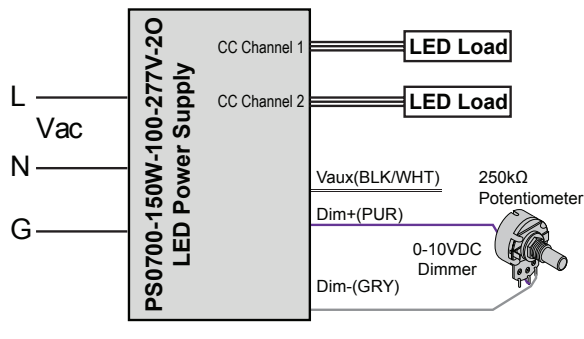 PS0700-150W-100-277V-2O
LED Power Supply
CC Channel 1
LED Load
CC Channel 2
LED Load
L
Vac
N
G
Vaux(BLK/WHT)
Dim+(PUR)
250kΩ
Potentiometer
0-10VDC
Dimmer
Dim-(GRY)